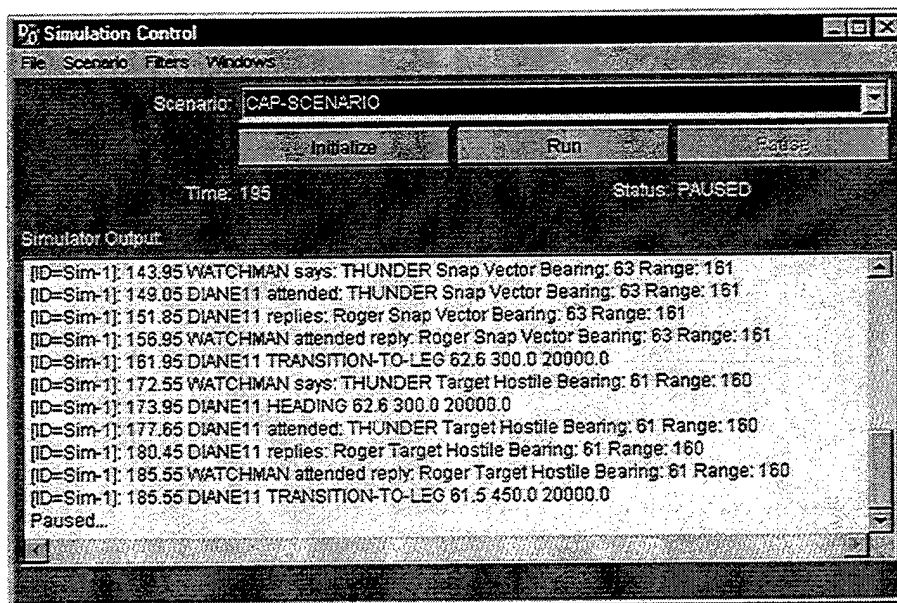 Simulation Control
File Scenario Filters Windows
Scenario: CAP-SCENARIO
Initialize Run Pause
Time: 195 Status: PAUSED
Simulator Output:
[ID=Sim-1]: 143.95 WATCHMAN says: THUNDER Snap Vector Bearing: 63 Range: 161
[ID=Sim-1]: 149.05 DIANE11 attended: THUNDER Snap Vector Bearing: 63 Range: 161
[ID=Sim-1]: 151.85 DIANE11 replies: Roger Snap Vector Bearing: 63 Range: 161
[ID=Sim-1]: 156.95 WATCHMAN attended reply: Roger Snap Vector Bearing: 63 Range: 161
[ID=Sim-1]: 161.95 DIANE11 TRANSITION-TO-LEG 62.6 300.0 20000.0
[ID=Sim-1]: 172.55 WATCHMAN says: THUNDER Target Hostile Bearing: 61 Range: 160
[ID=Sim-1]: 173.95 DIANE11 HEADING 62.6 300.0 20000.0
[ID=Sim-1]: 177.65 DIANE11 attended: THUNDER Target Hostile Bearing: 61 Range: 160
[ID=Sim-1]: 180.45 DIANE11 replies: Roger Target Hostile Bearing: 61 Range: 160
[ID=Sim-1]: 185.55 WATCHMAN attended reply: Roger Target Hostile Bearing: 61 Range: 160
[ID=Sim-1]: 185.55 DIANE11 TRANSITION-TO-LEG 61.5 450.0 20000.0
Paused...